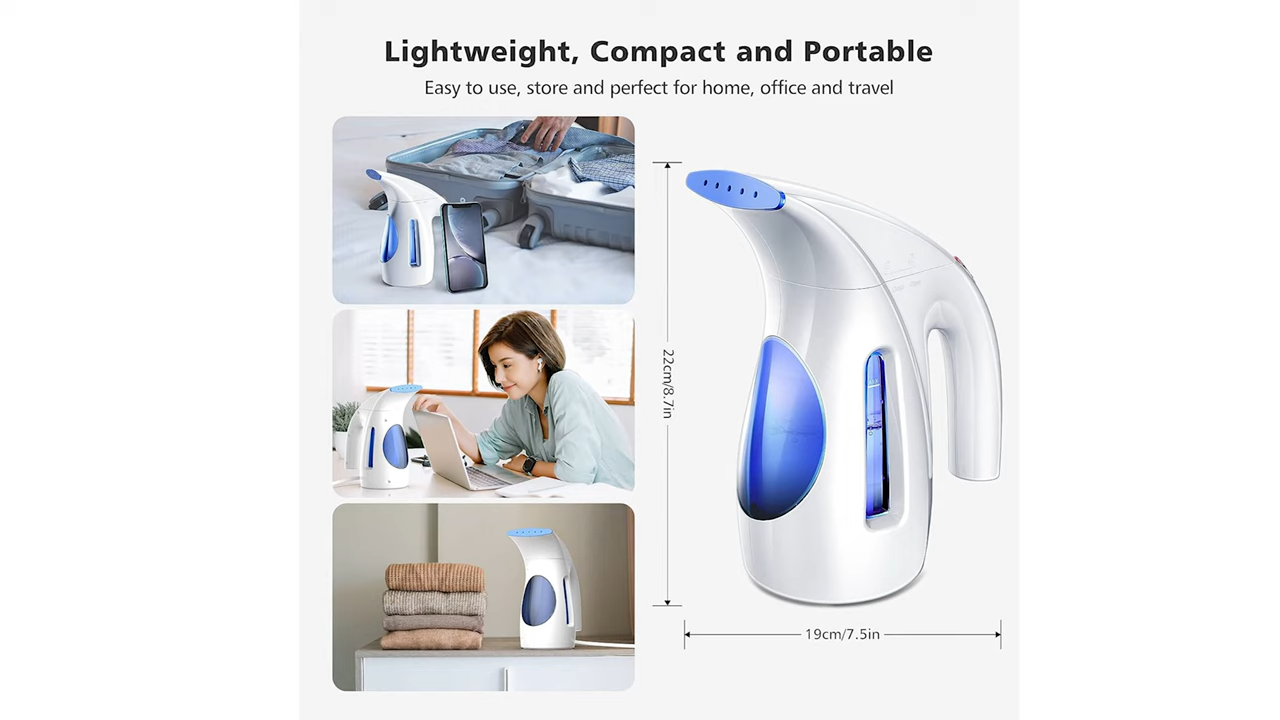 Lightweight, Compact and Portable
Easy to use, store and perfect for home, office and travel
22cm/8.7in
19cm/7.5in